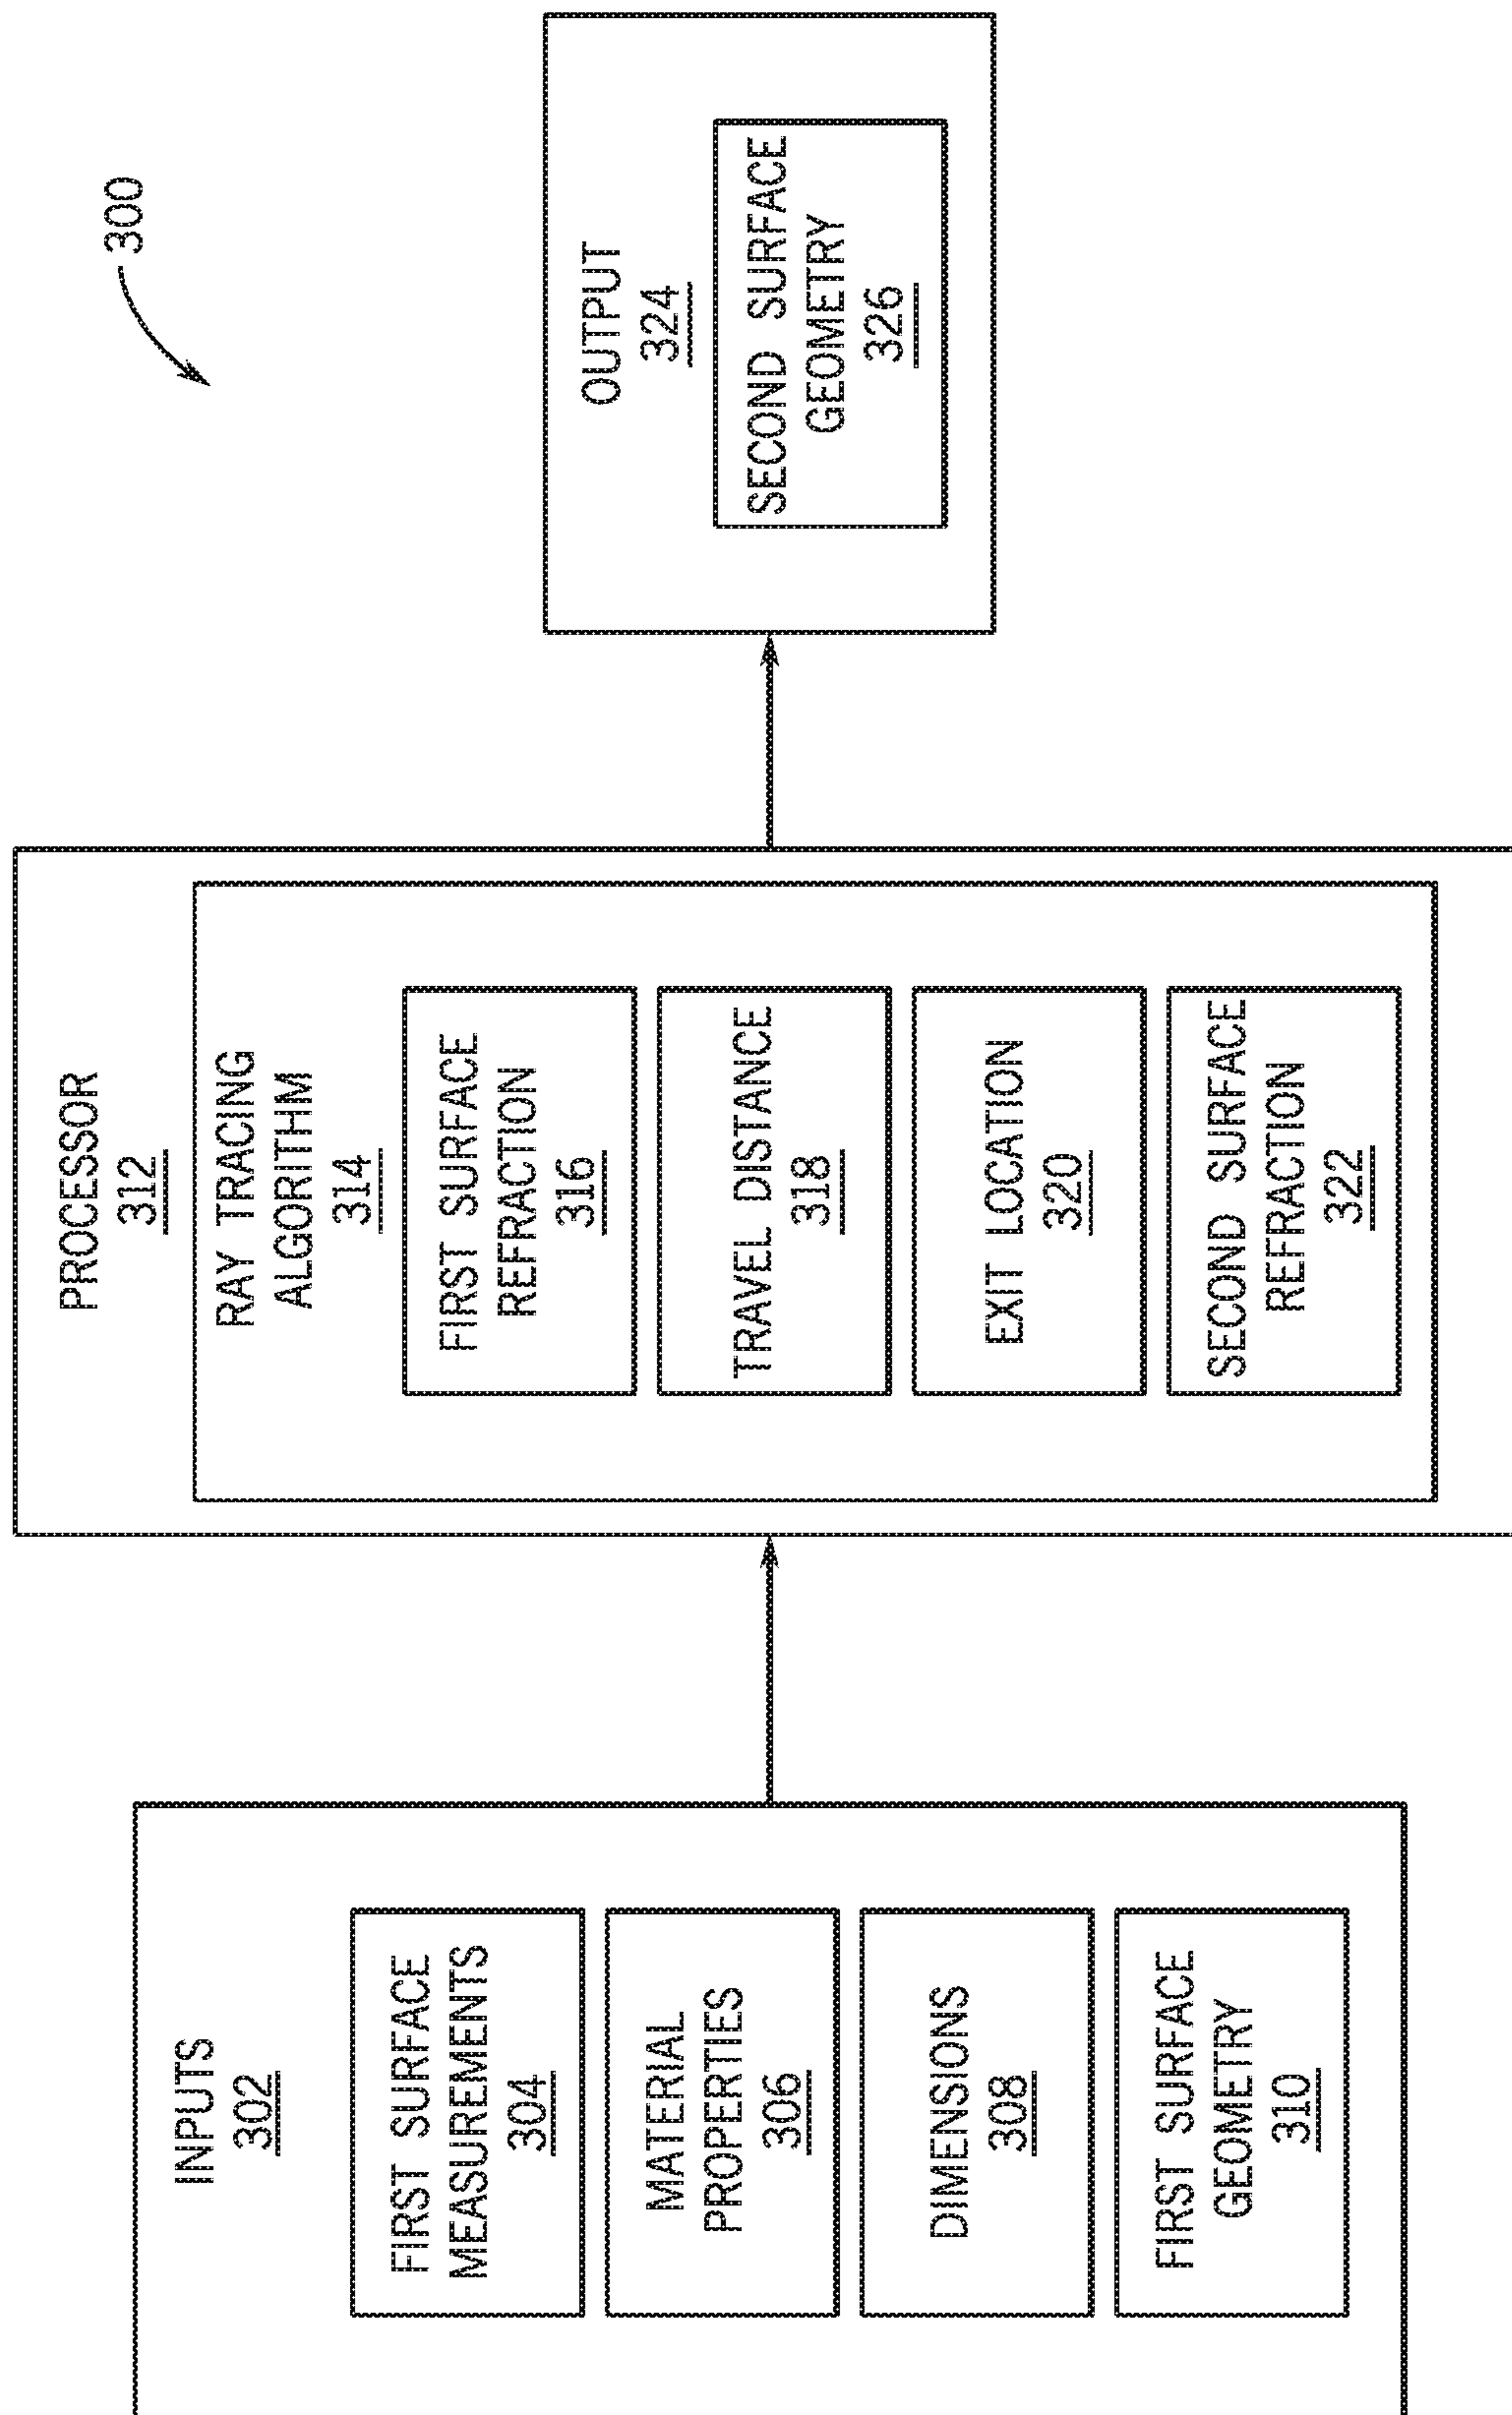 300
INPUTS
302
FIRST SURFACE
MEASUREMENTS
304
MATERIAL
PROPERTIES
306
DIMENSIONS
308
FIRST SURFACE
GEOMETRY
310
PROCESSOR
312
RAY TRACING
ALGORITHM
314
FIRST SURFACE
REFRACTION
316
TRAVEL DISTANCE
318
EXIT LOCATION
320
SECOND SURFACE
REFRACTION
322
OUTPUT
324
SECOND SURFACE
GEOMETRY
326